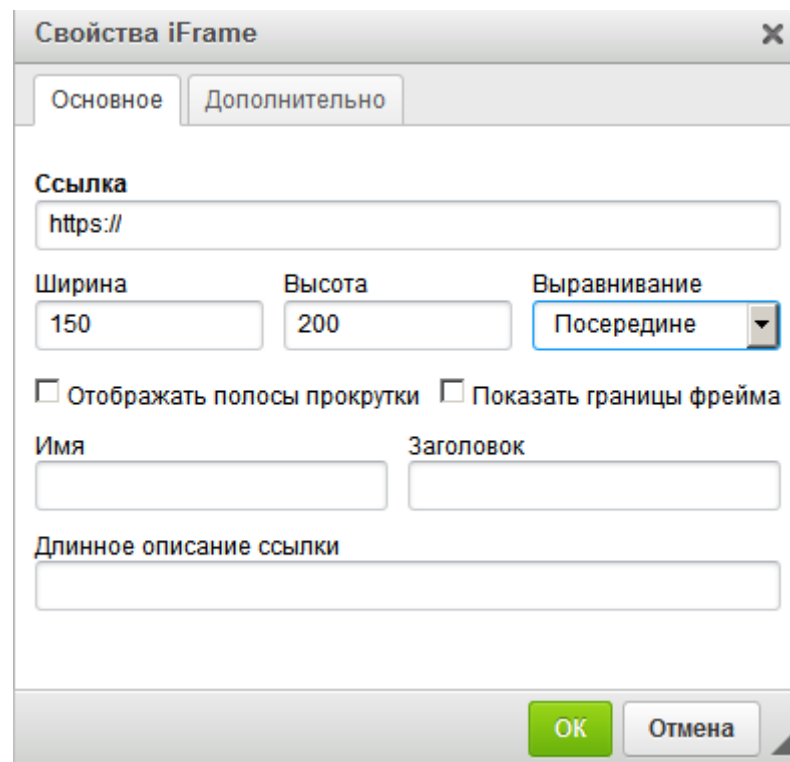 Свойства iFrame
Основное Дополнительно
Ссылка
https://
Ширина Высота Выравнивание
150 200 Посередине
Отображать полосы прокрутки Показать границы фрейма
Имя Заголовок
Длинное описание ссылки
ОК Отмена